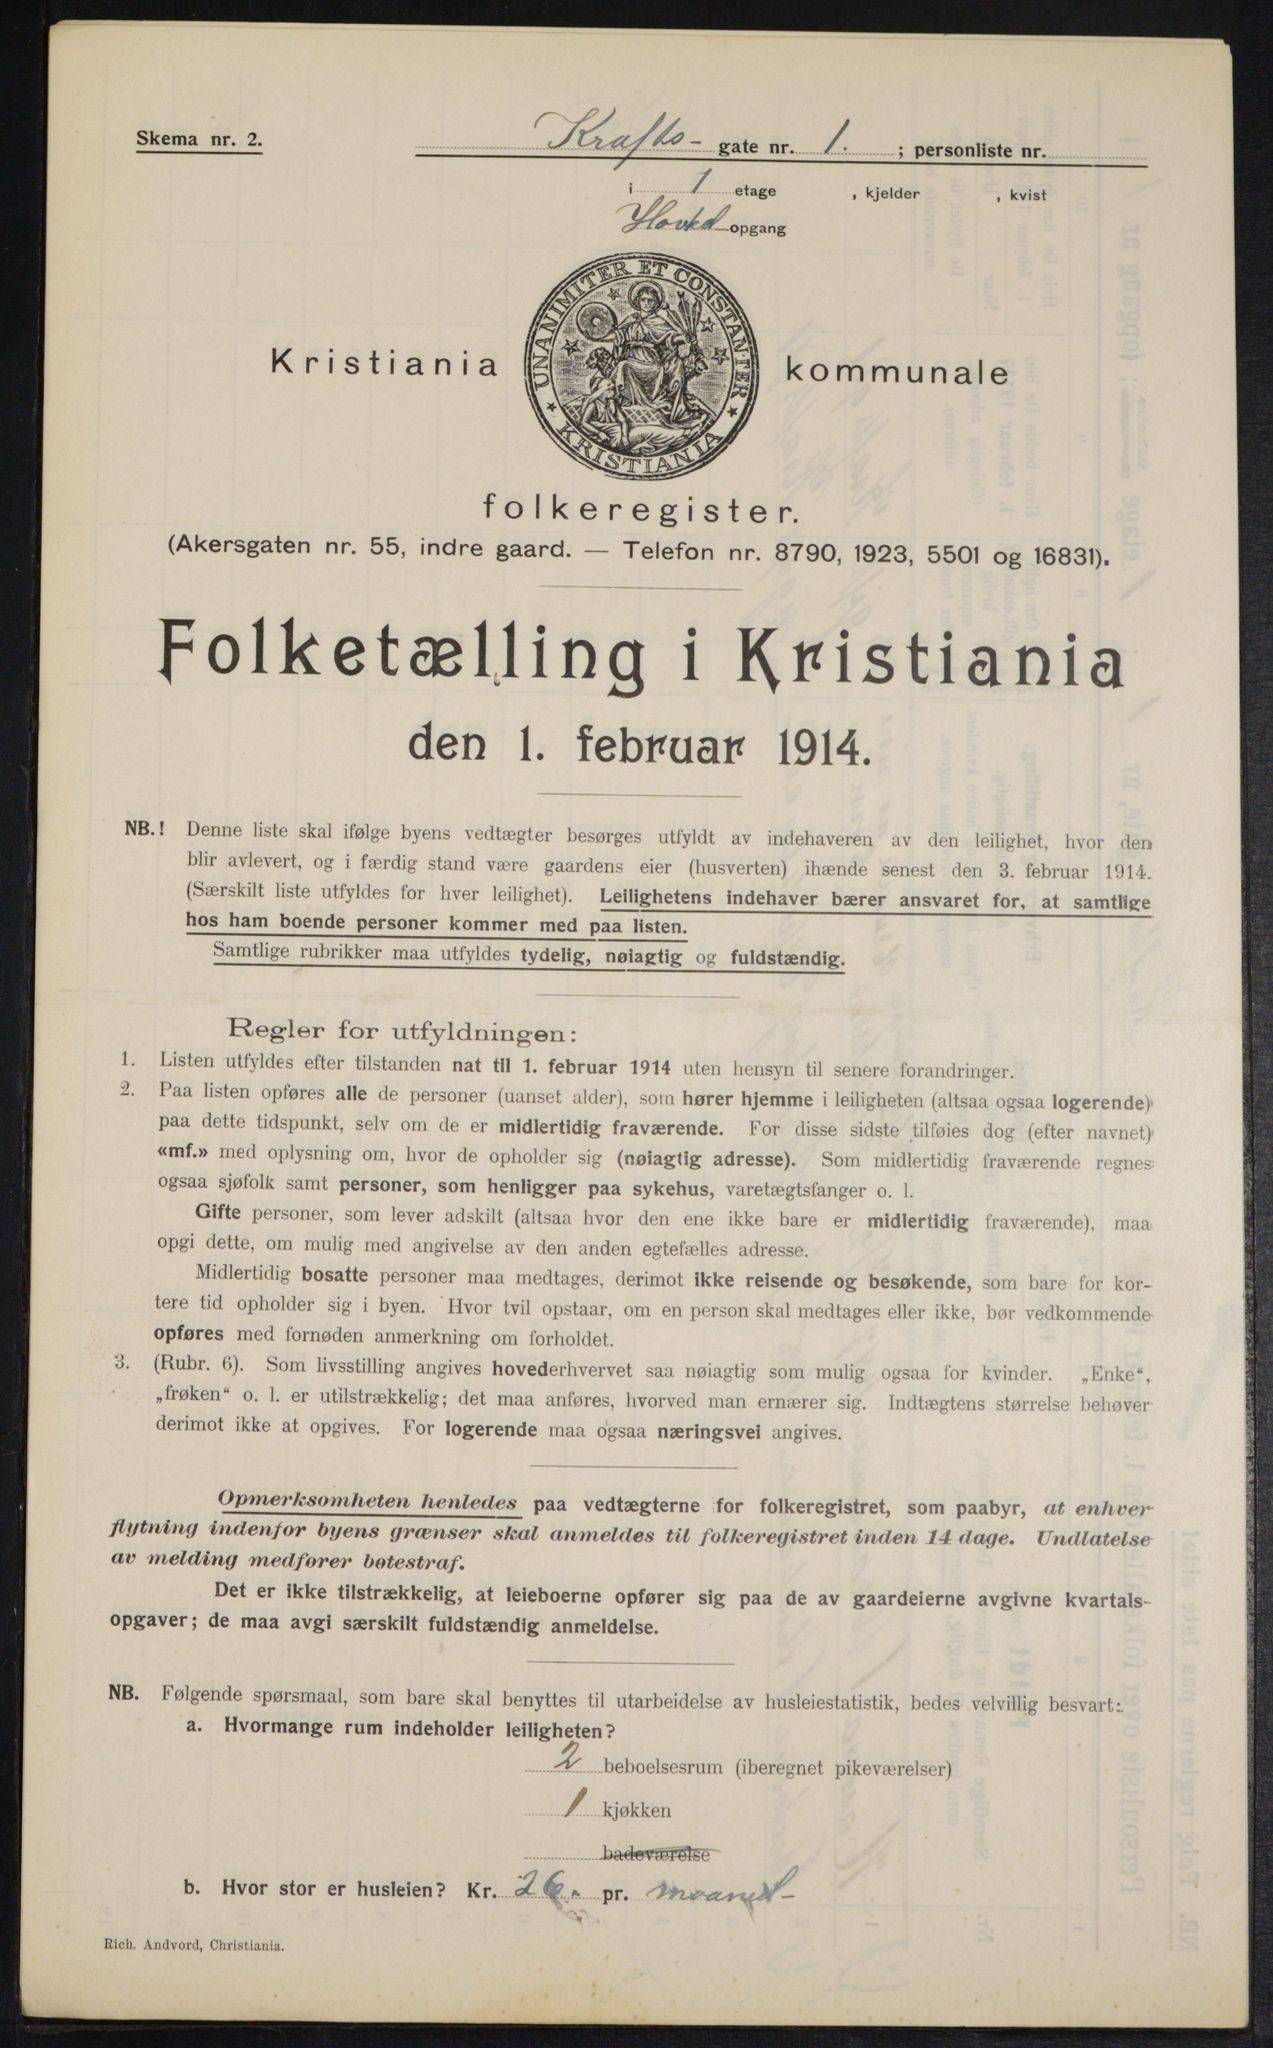 Skema nr. 2.
Krafts- gate nr. 1. ; personliste nr.
i 1 etage , kjelder , kvist
Hoved opgang
UNANIMITER ET CONSTANTER
KRISTIANIA
Kristiania kommunale
folkeregister.
(Akersgaten nr. 55, indre gaard. — Telefon nr. 8790, 1923, 5501 og 16831).
Folketælling i Kristiania
den 1. februar 1914.
NB.! Denne liste skal ifølge byens vedtægter besørges utfyldt av indehaveren av den leilighet, hvor den
blir avlevert, og i færdig stand være gaardens eier (husverten) ihænde senest den 3. februar 1914.
(Særskilt liste utfyldes for hver leilighet). Leilighetens indehaver bærer ansvaret for, at samtlige
hos ham boende personer kommer med paa listen.
Samtlige rubrikker maa utfyldes tydelig, nøiagtig og fuldstændig.
Regler for utfyldningen:
1. Listen utfyldes efter tilstanden nat til 1. februar 1914 uten hensyn til senere forandringer.
2. Paa listen opføres alle de personer (uanset alder), som hører hjemme i leiligheten (altsaa ogsaa logerende)
paa dette tidspunkt, selv om de er midlertidig fraværende. For disse sidste tilføies dog (efter navnet)
«mf.» med oplysning om, hvor de opholder sig (nøiagtig adresse). Som midlertidig fraværende regnes
ogsaa sjøfolk samt personer, som henligger paa sykehus, varetægtsfanger o. l.
Gifte personer, som lever adskilt (altsaa hvor den ene ikke bare er midlertidig fraværende), maa
opgi dette, om mulig med angivelse av den anden egtefælles adresse.
Midlertidig bosatte personer maa medtages, derimot ikke reisende og besøkende, som bare for kor-
tere tid opholder sig i byen. Hvor tvil opstaar, om en person skal medtages eller ikke, bør vedkommende
opføres med fornøden anmerkning om forholdet.
3. (Rubr. 6). Som livsstilling angives hovederhvervet saa nøiagtig som mulig ogsaa for kvinder. „Enke“,
„frøken“ o. l. er utilstrækkelig; det maa anføres, hvorved man ernærer sig. Indtægtens størrelse behøver
derimot ikke at opgives. For logerende maa ogsaa næringsvei angives.
Opmerksomheten henledes paa vedtægterne for folkeregistret, som paabyr, at enhver
flytning indenfor byens grænser skal anmeldes til folkeregistret inden 14 dage. Undlatelse
av melding medfører bøtestraf.
Det er ikke tilstrækkelig, at leieboerne opfører sig paa de av gaardeierne avgivne kvartals-
opgaver; de maa avgi særskilt fuldstændig anmeldelse.
NB. Følgende spørsmaal, som bare skal benyttes til utarbeidelse av husleiestatistik, bedes velvillig besvart:
a. Hvormange rum indeholder leiligheten?
2 beboelsesrum (iberegnet pikeværelser)
1 kjøkken
badeværelse
b. Hvor stor er husleien? Kr. 26. pr. maaned-
Rich. Andvord, Christiania.